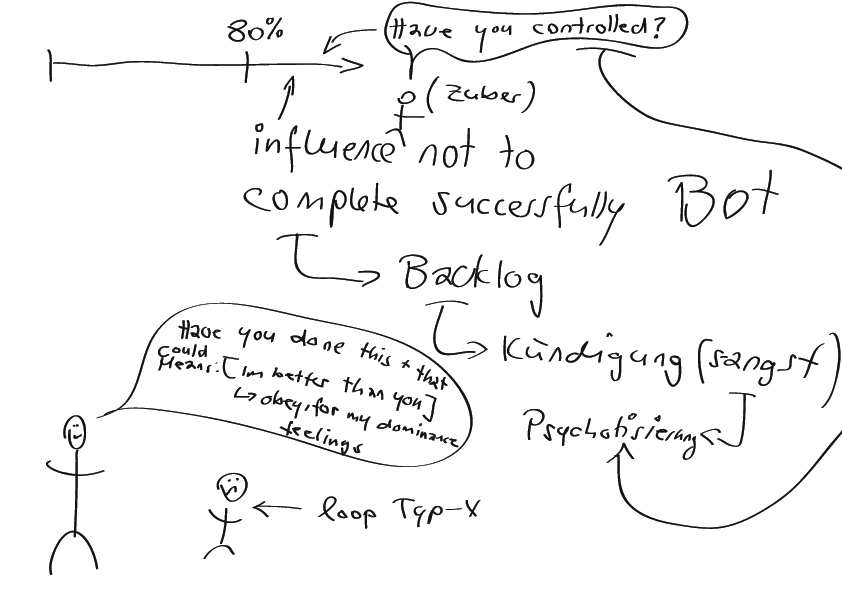 80%
Have you controlled?
(Zuber)
influence not to
complete successfully
Bot
Backlog
Kündigung (sangst)
Psychotisierung
Have you done this + that
could
Means: [Im better than you]
↳ obey, for my dominance
feelings
loop Typ-X